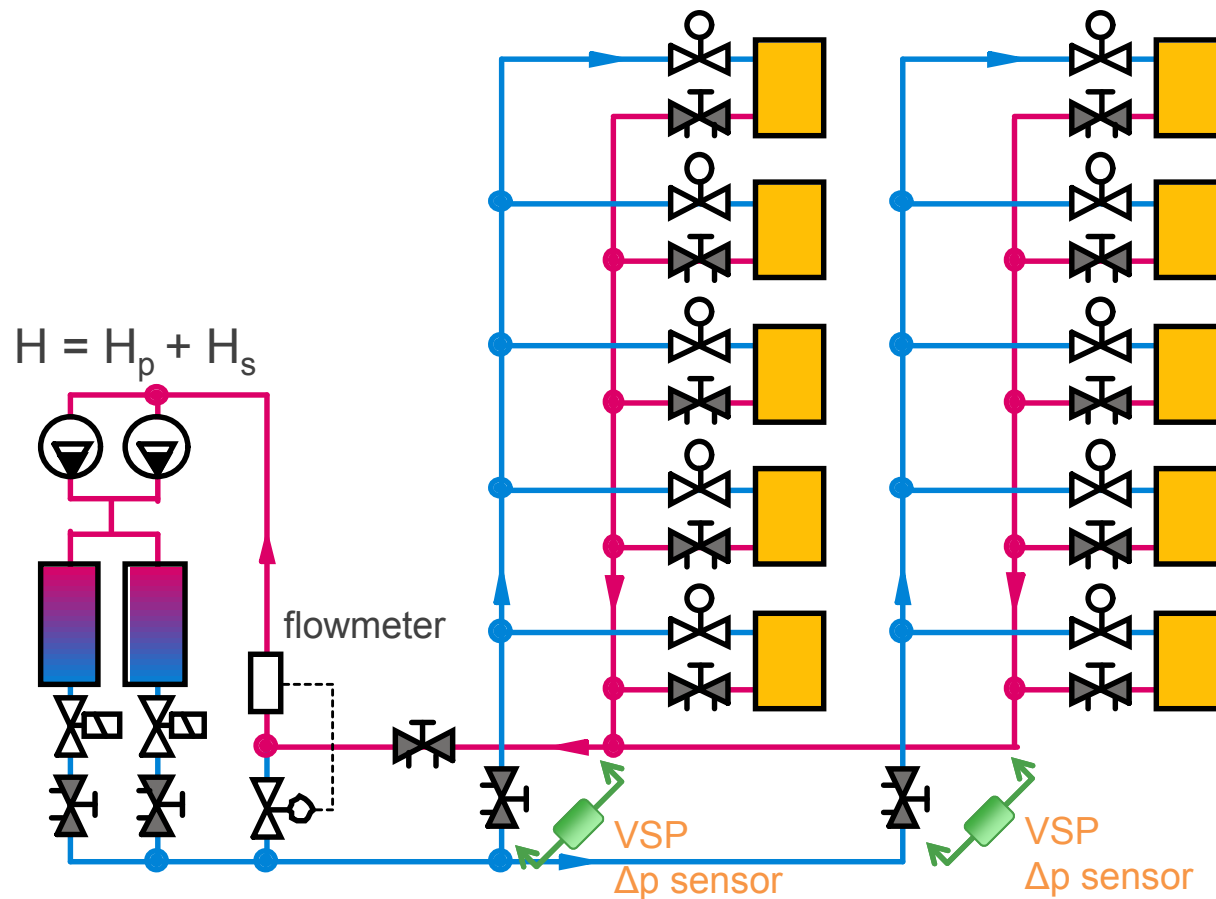 H = Hp + Hs
flowmeter
VSP
Δp sensor
VSP
Δp sensor